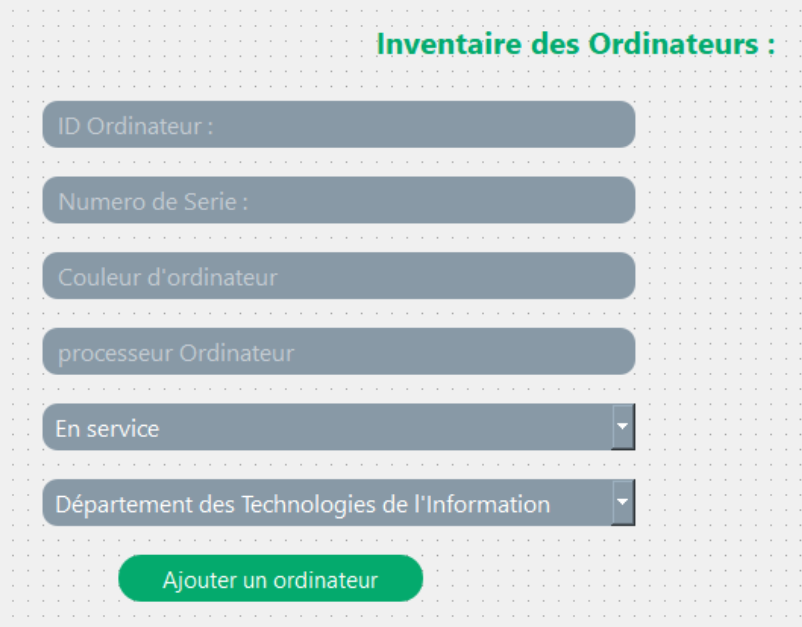 Inventaire des Ordinateurs :
ID Ordinateur :
Numero de Serie :
Couleur d'ordinateur
processeur Ordinateur
En service
Département des Technologies de l'Information
Ajouter un ordinateur